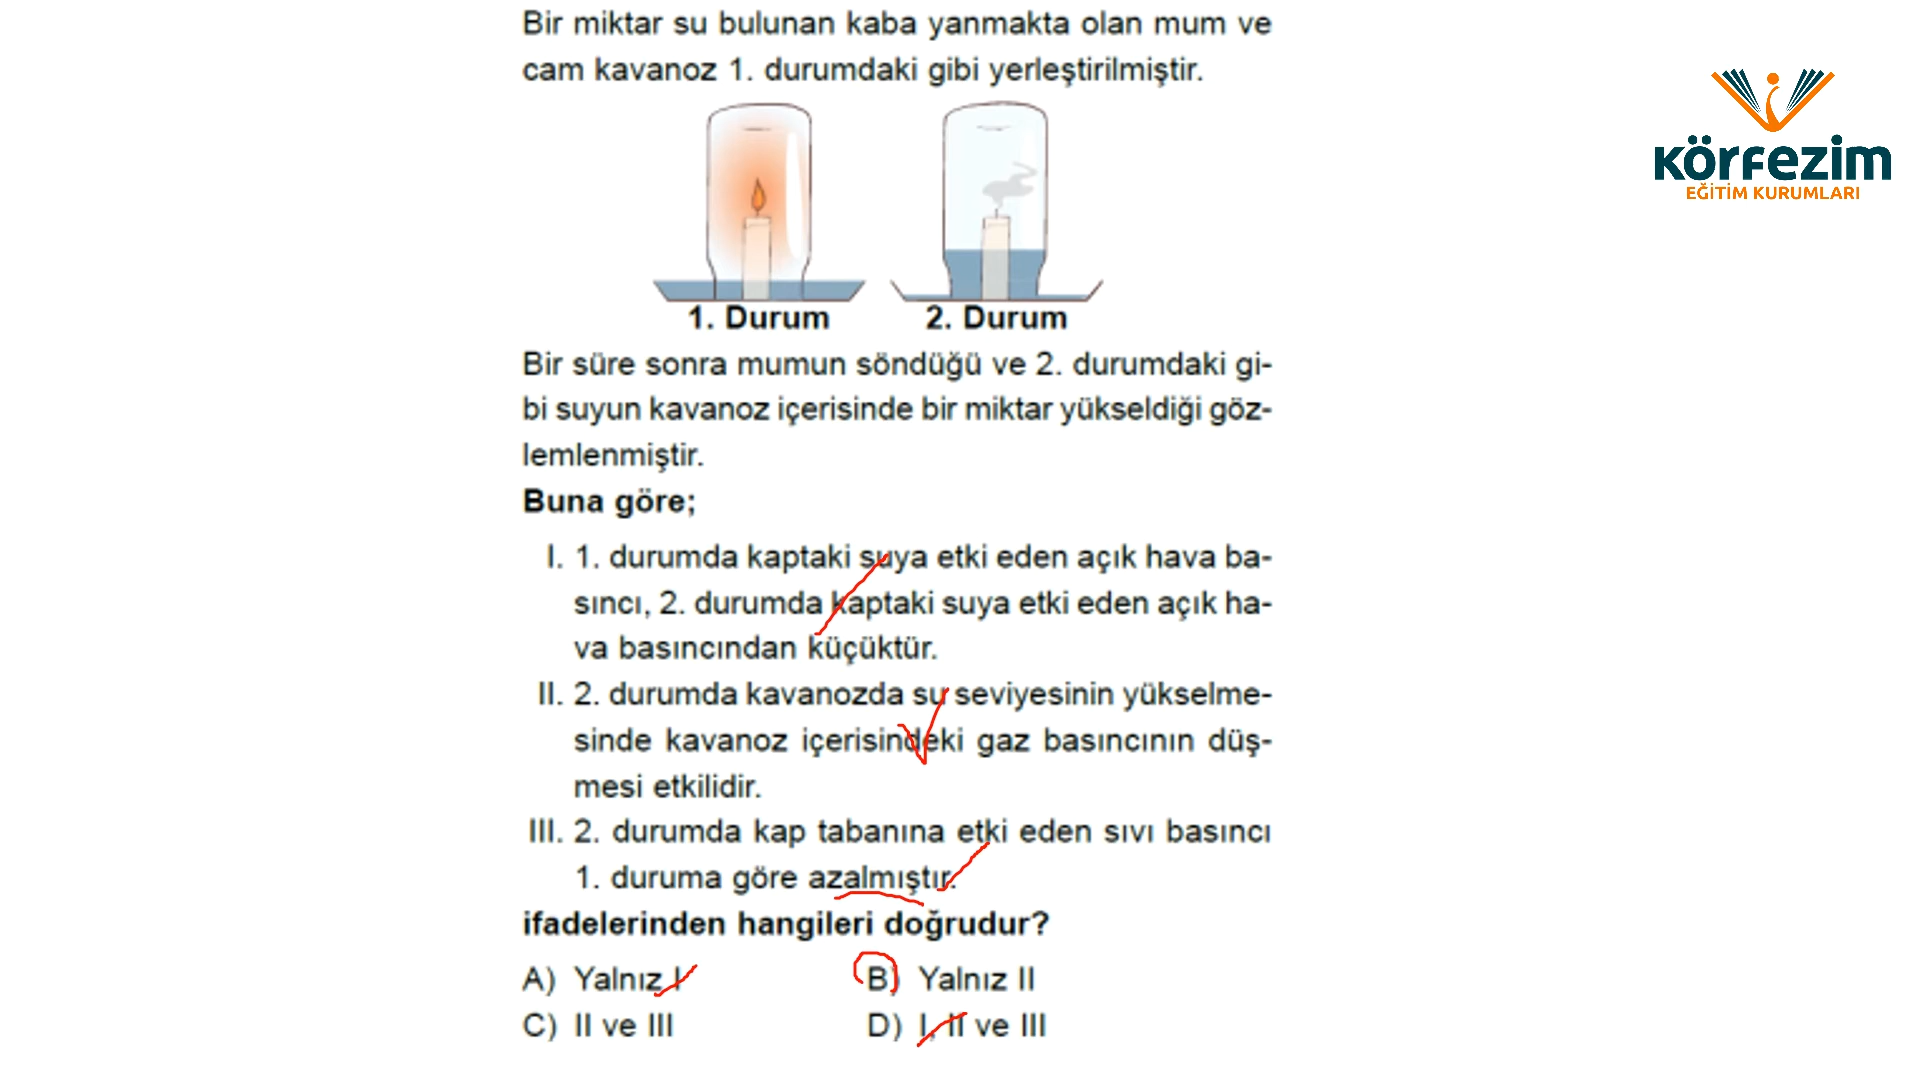 Bir miktar su bulunan kaba yanmakta olan mum ve
cam kavanoz 1. durumdaki gibi yerleştirilmiştir.
KÖRFEZİM
EĞİTİM KURUMLARI
1. Durum
2. Durum
Bir süre sonra mumun söndüğü ve 2. durumdaki gi-
bi suyun kavanoz içerisinde bir miktar yükseldiği göz-
lemlenmiştir.
Buna göre;
I. 1. durumda kaptaki suya etki eden açık hava ba-
sıncı, 2. durumda kaptaki suya etki eden açık ha-
va basıncından küçüktür.
II. 2. durumda kavanozda su seviyesinin yükselme-
sinde kavanoz içerisindeki gaz basıncının düş-
mesi etkilidir.
III. 2. durumda kap tabanına etki eden sıvı basıncı
1. duruma göre azalmıştır.
ifadelerinden hangileri doğrudur?
A) Yalnız I
B) Yalnız II
C) II ve III
D) I, II ve III